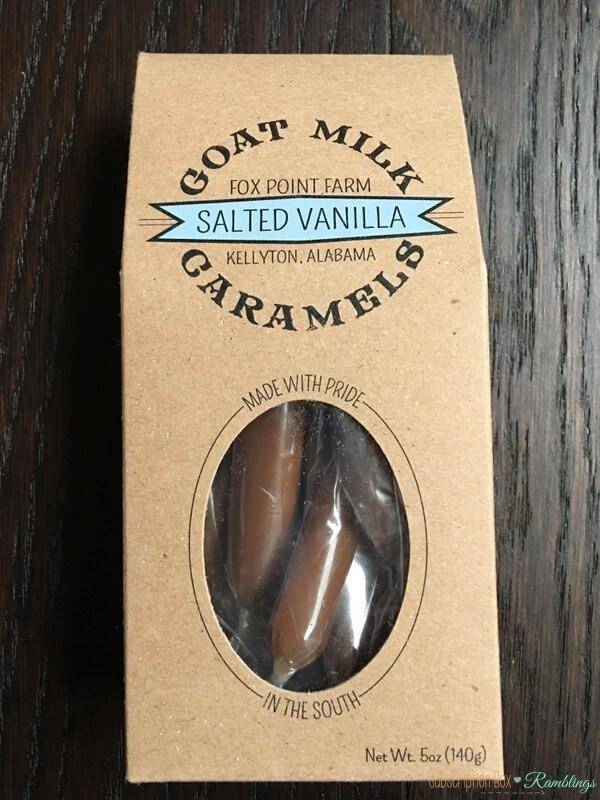 GOAT MILK
FOX POINT FARM
SALTED VANILLA
KELLYTON, ALABAMA
CARAMELS
MADE WITH PRIDE
IN THE SOUTH
Net Wt. 5oz (140g)
Subscription Box ♥ Ramblings